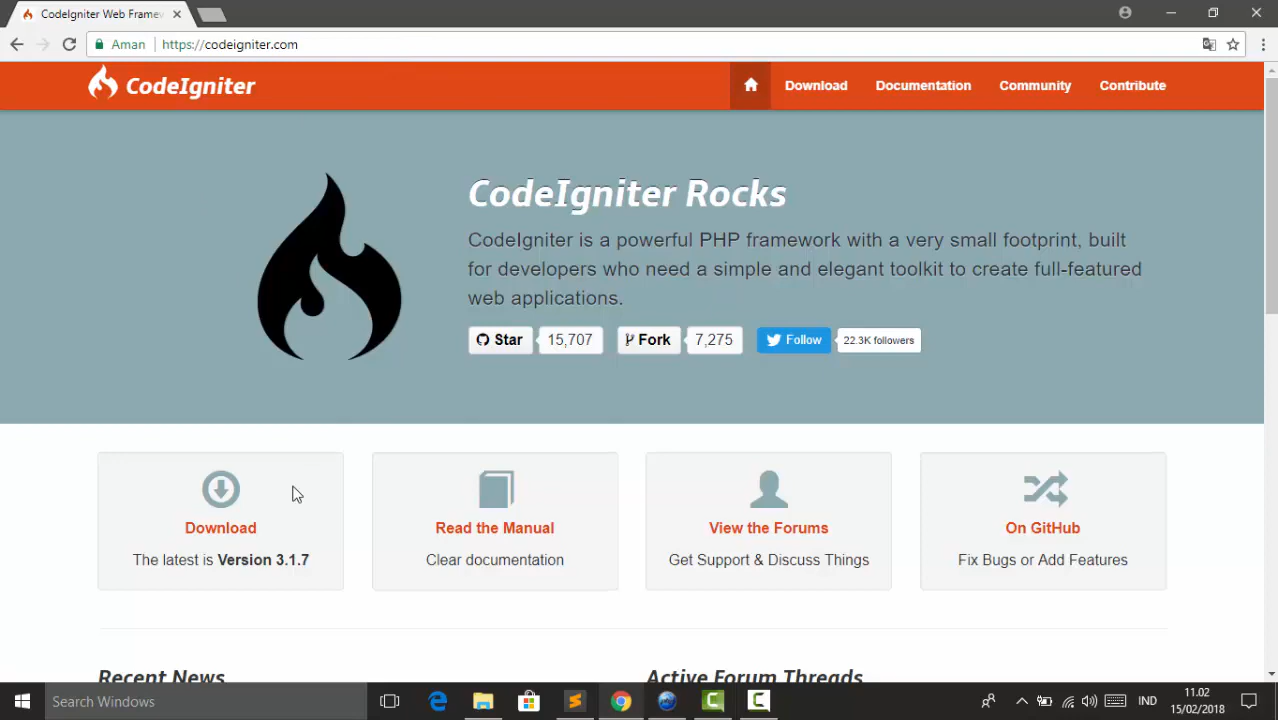 CodeIgniter Web Framew
Aman
https://codeigniter.com
CodeIgniter
Download
Documentation
Community
Contribute
CodeIgniter Rocks
CodeIgniter is a powerful PHP framework with a very small footprint, built
for developers who need a simple and elegant toolkit to create full-featured
web applications.
Star
15,707
Fork
7,275
Follow
22.3K followers
Download
The latest is Version 3.1.7
Read the Manual
Clear documentation
View the Forums
Get Support & Discuss Things
On GitHub
Fix Bugs or Add Features
Recent News
Active Forum Threads
Search Windows
IND
11.02
15/02/2018